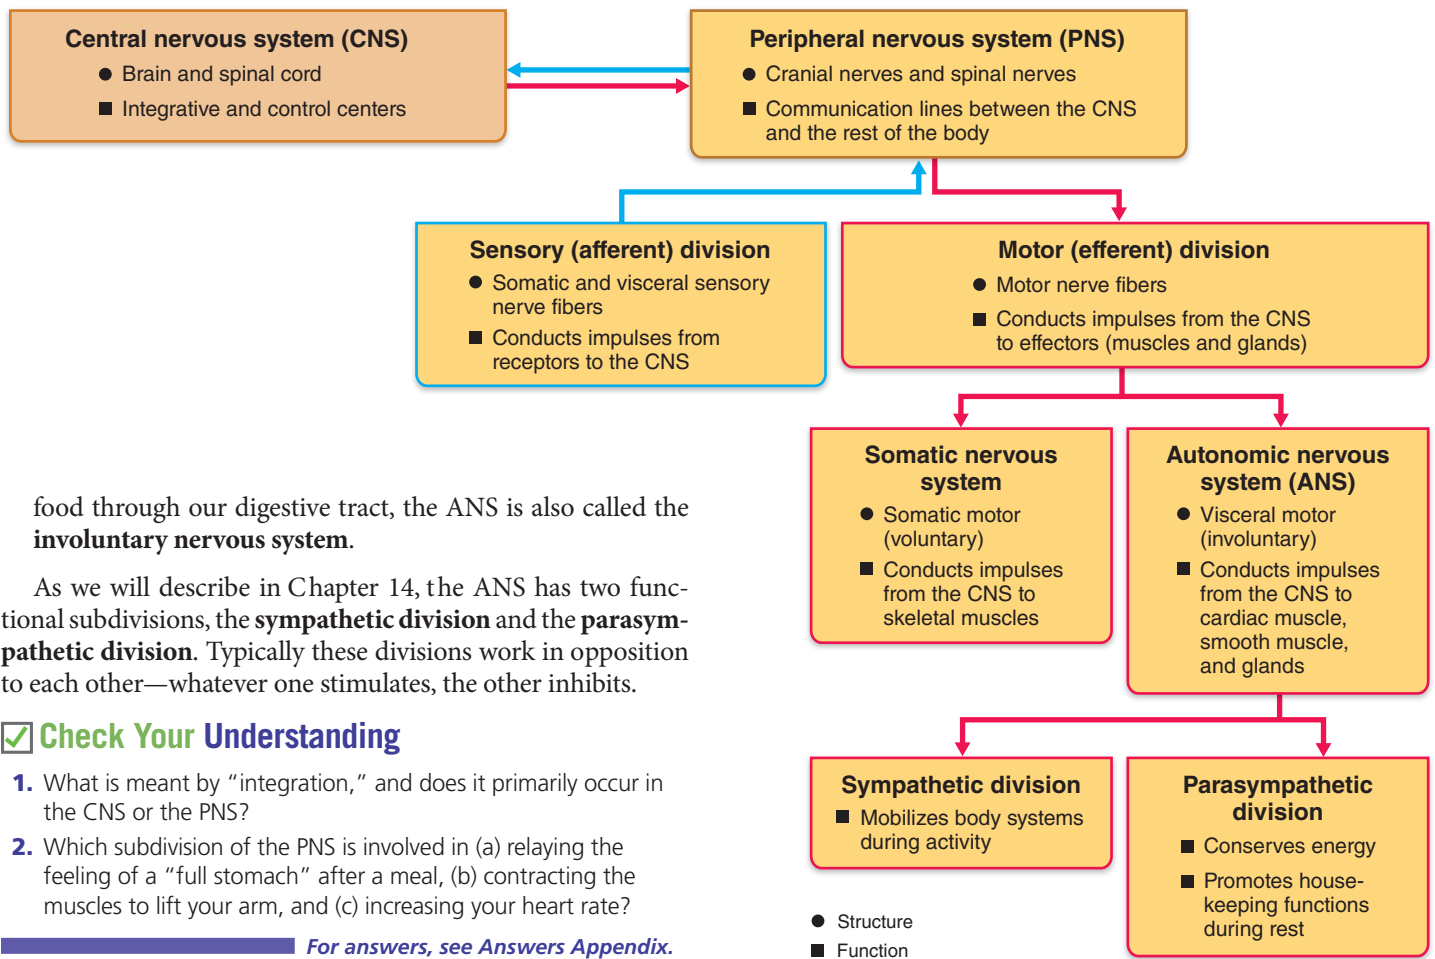 Central nervous system (CNS)
● Brain and spinal cord
■ Integrative and control centers
Peripheral nervous system (PNS)
● Cranial nerves and spinal nerves
■ Communication lines between the CNS
and the rest of the body
Sensory (afferent) division
● Somatic and visceral sensory
nerve fibers
■ Conducts impulses from
receptors to the CNS
Motor (efferent) division
● Motor nerve fibers
■ Conducts impulses from the CNS
to effectors (muscles and glands)
Somatic nervous
system
● Somatic motor
(voluntary)
■ Conducts impulses
from the CNS to
skeletal muscles
Autonomic nervous
system (ANS)
● Visceral motor
(involuntary)
■ Conducts impulses
from the CNS to
cardiac muscle,
smooth muscle,
and glands
Sympathetic division
■ Mobilizes body systems
during activity
Parasympathetic
division
■ Conserves energy
■ Promotes house-
keeping functions
during rest
● Structure
■ Function
food through our digestive tract, the ANS is also called the
involuntary nervous system.
As we will describe in Chapter 14, the ANS has two func-
tional subdivisions, the sympathetic division and the parasym-
pathetic division. Typically these divisions work in opposition
to each other—whatever one stimulates, the other inhibits.
Check Your Understanding
1. What is meant by “integration,” and does it primarily occur in
the CNS or the PNS?
2. Which subdivision of the PNS is involved in (a) relaying the
feeling of a “full stomach” after a meal, (b) contracting the
muscles to lift your arm, and (c) increasing your heart rate?
For answers, see Answers Appendix.